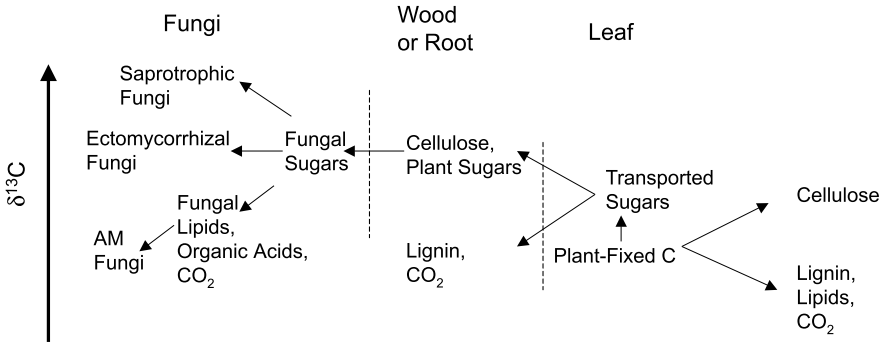 Fungi
Wood
or Root
Leaf
δ13C
Saprotrophic
Fungi
Ectomycorrhizal
Fungi
Fungal
Sugars
Fungal
Lipids,
Organic Acids,
CO2
AM
Fungi
Cellulose,
Plant Sugars
Lignin,
CO2
Transported
Sugars
Plant-Fixed C
Cellulose
Lignin,
Lipids,
CO2